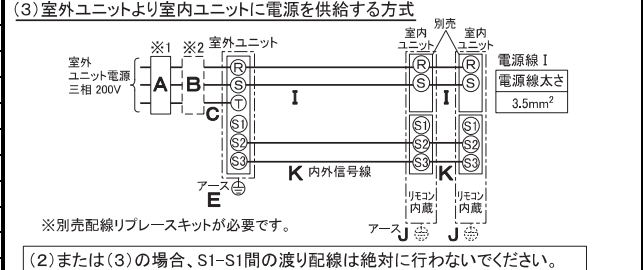 (3)室外ユニットより室内ユニットに電源を供給する方式
別売
※1 ※2 室外ユニット
室内
ユニット
室内
ユニット
室外
ユニット電源
三相 200V
A
B
C
R
S
T
S1
S2
S3
I
R
S
S1
S2
S3
I
R
S
S1
S2
S3
電源線 I
電源線太さ
3.5mm²
K 内外信号線
K
アース
E
リモコン
内蔵
リモコン
内蔵
※別売配線リプレースキットが必要です。
アース J
J
(2)または(3)の場合、S1-S1間の渡り配線は絶対に行わないでください。